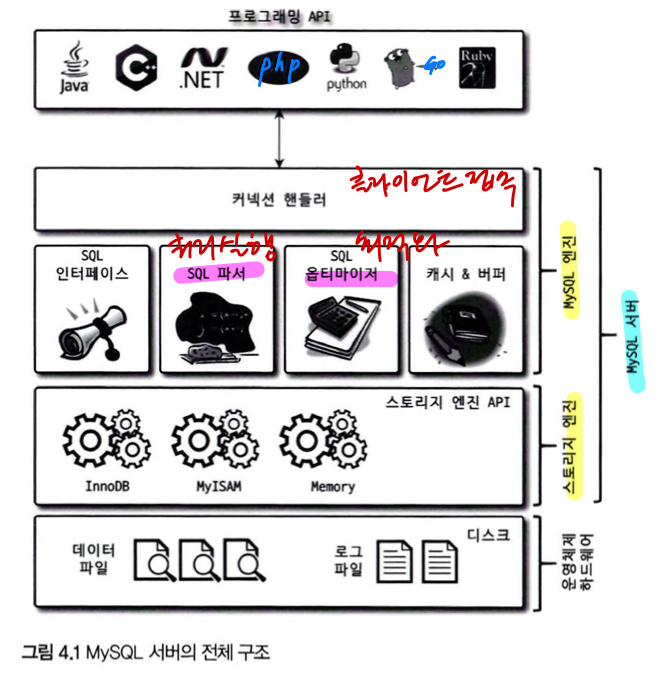 프로그래밍 API
Java
C++
.NET
php
python
Go
Ruby
클라이언트 접속
커넥션 핸들러
MySQL 엔진
MySQL 서버
쿼리실행
최적화
SQL
인터페이스
SQL 파서
SQL
옵티마이저
캐시 & 버퍼
스토리지 엔진 API
InnoDB
MyISAM
Memory
스토리지 엔진
디스크
데이터
파일
로그
파일
운영체제
하드웨어
그림 4.1 MySQL 서버의 전체 구조